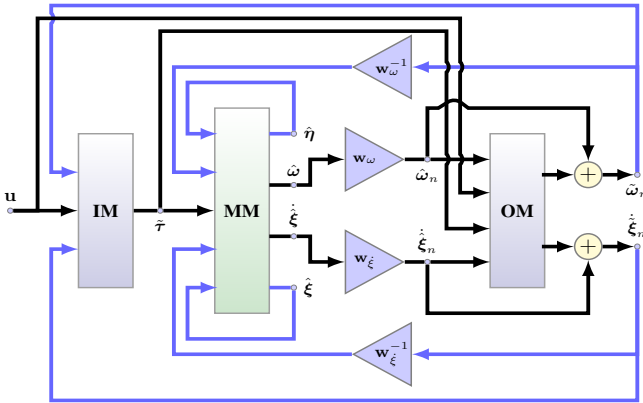 w_ω^{-1}
η̂
w_ω
ω̂
ω̂_n
+
ω̃_n
u
IM
τ̃
MM
OM
ξ̇̂
ξ̇̂_n
+
ξ̇̃_n
w_ξ̇
ξ̂
w_ξ̇^{-1}